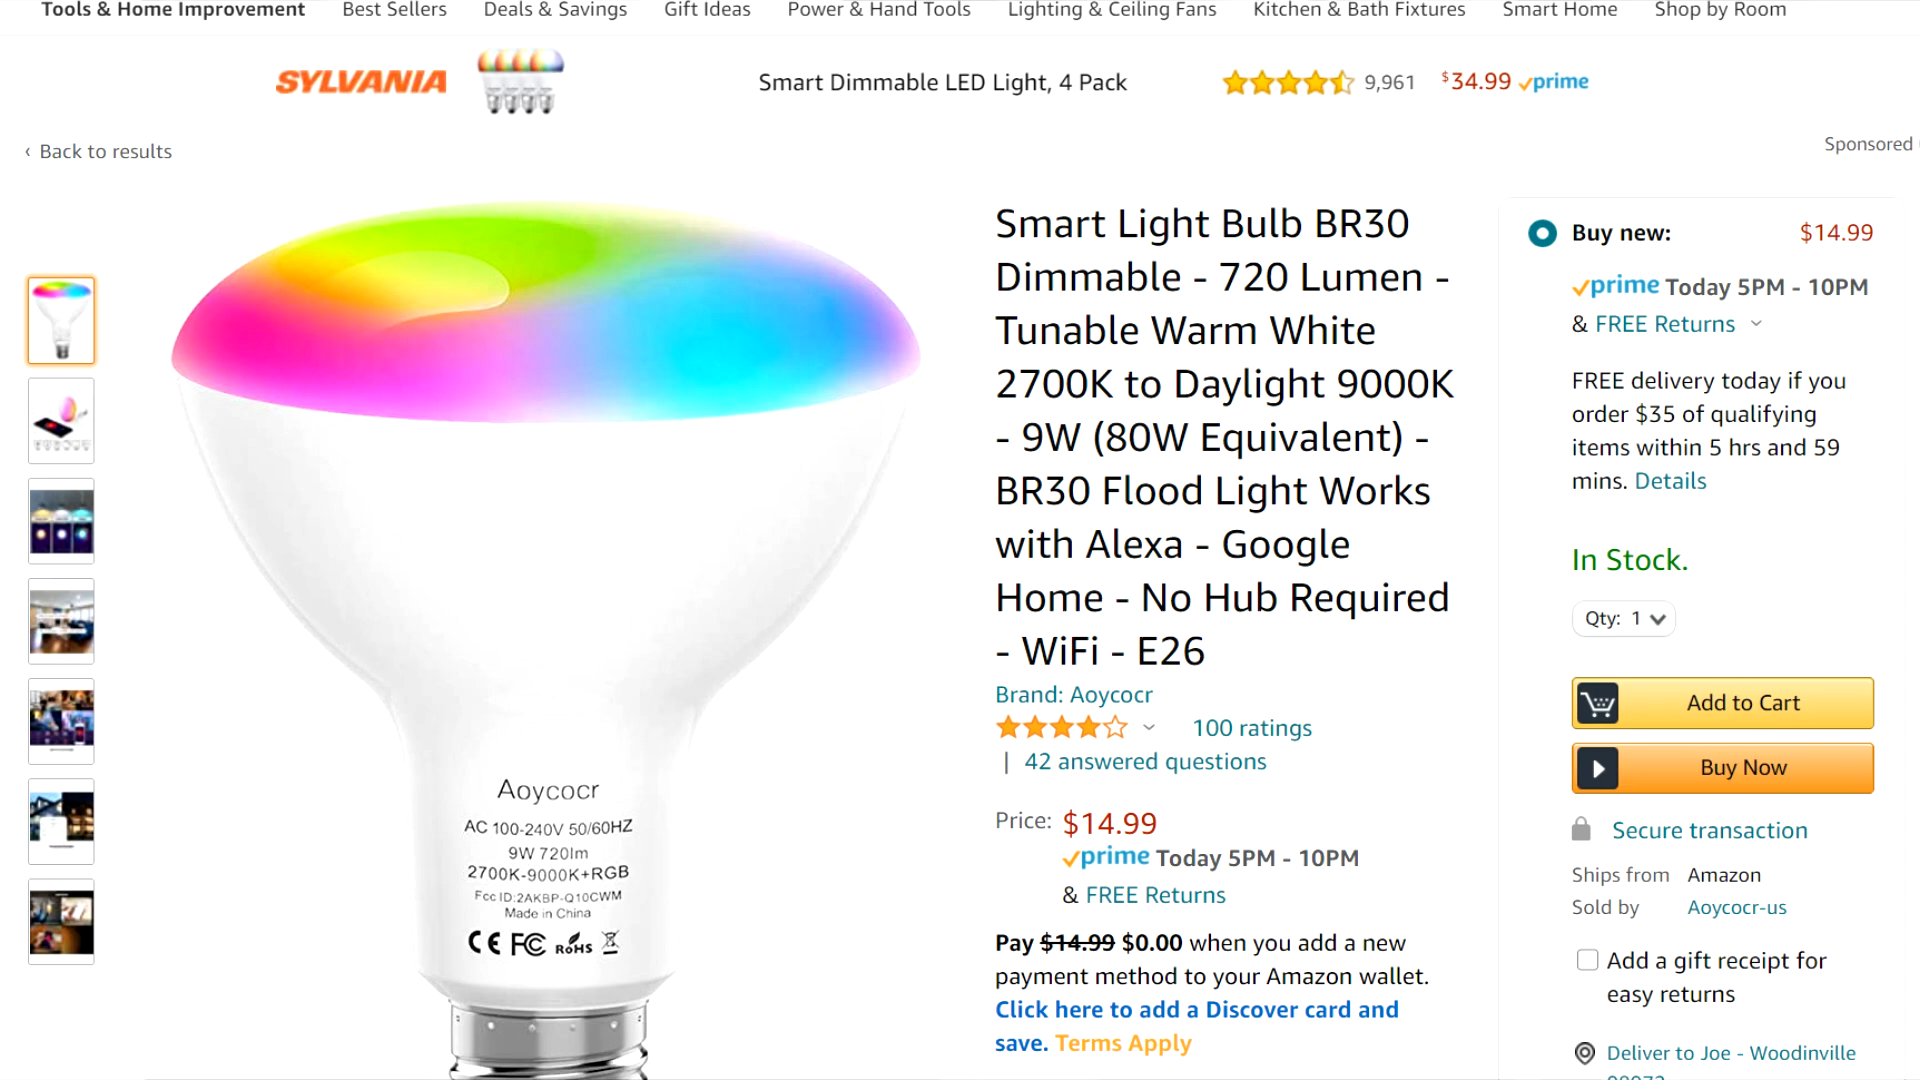 Tools & Home Improvement Best Sellers Deals & Savings Gift Ideas Power & Hand Tools Lighting & Ceiling Fans Kitchen & Bath Fixtures Smart Home Shop by Room
SYLVANIA Smart Dimmable LED Light, 4 Pack 9,961 $34.99 prime
‹ Back to results
Sponsored
Aoycocr
AC 100-240V 50/60HZ
9W 720lm
2700K-9000K+RGB
Fcc ID:2AKBP-Q10CWM
Made in China
CE FC RoHS
Smart Light Bulb BR30
Dimmable - 720 Lumen -
Tunable Warm White
2700K to Daylight 9000K
- 9W (80W Equivalent) -
BR30 Flood Light Works
with Alexa - Google
Home - No Hub Required
- WiFi - E26
Brand: Aoycocr
100 ratings
| 42 answered questions
Price: $14.99
prime Today 5PM - 10PM
& FREE Returns
Pay $14.99 $0.00 when you add a new
payment method to your Amazon wallet.
Click here to add a Discover card and
save. Terms Apply
Buy new: $14.99
prime Today 5PM - 10PM
& FREE Returns
FREE delivery today if you
order $35 of qualifying
items within 5 hrs and 59
mins. Details
In Stock.
Qty: 1
Add to Cart
Buy Now
Secure transaction
Ships from Amazon
Sold by Aoycocr-us
Add a gift receipt for
easy returns
Deliver to Joe - Woodinville